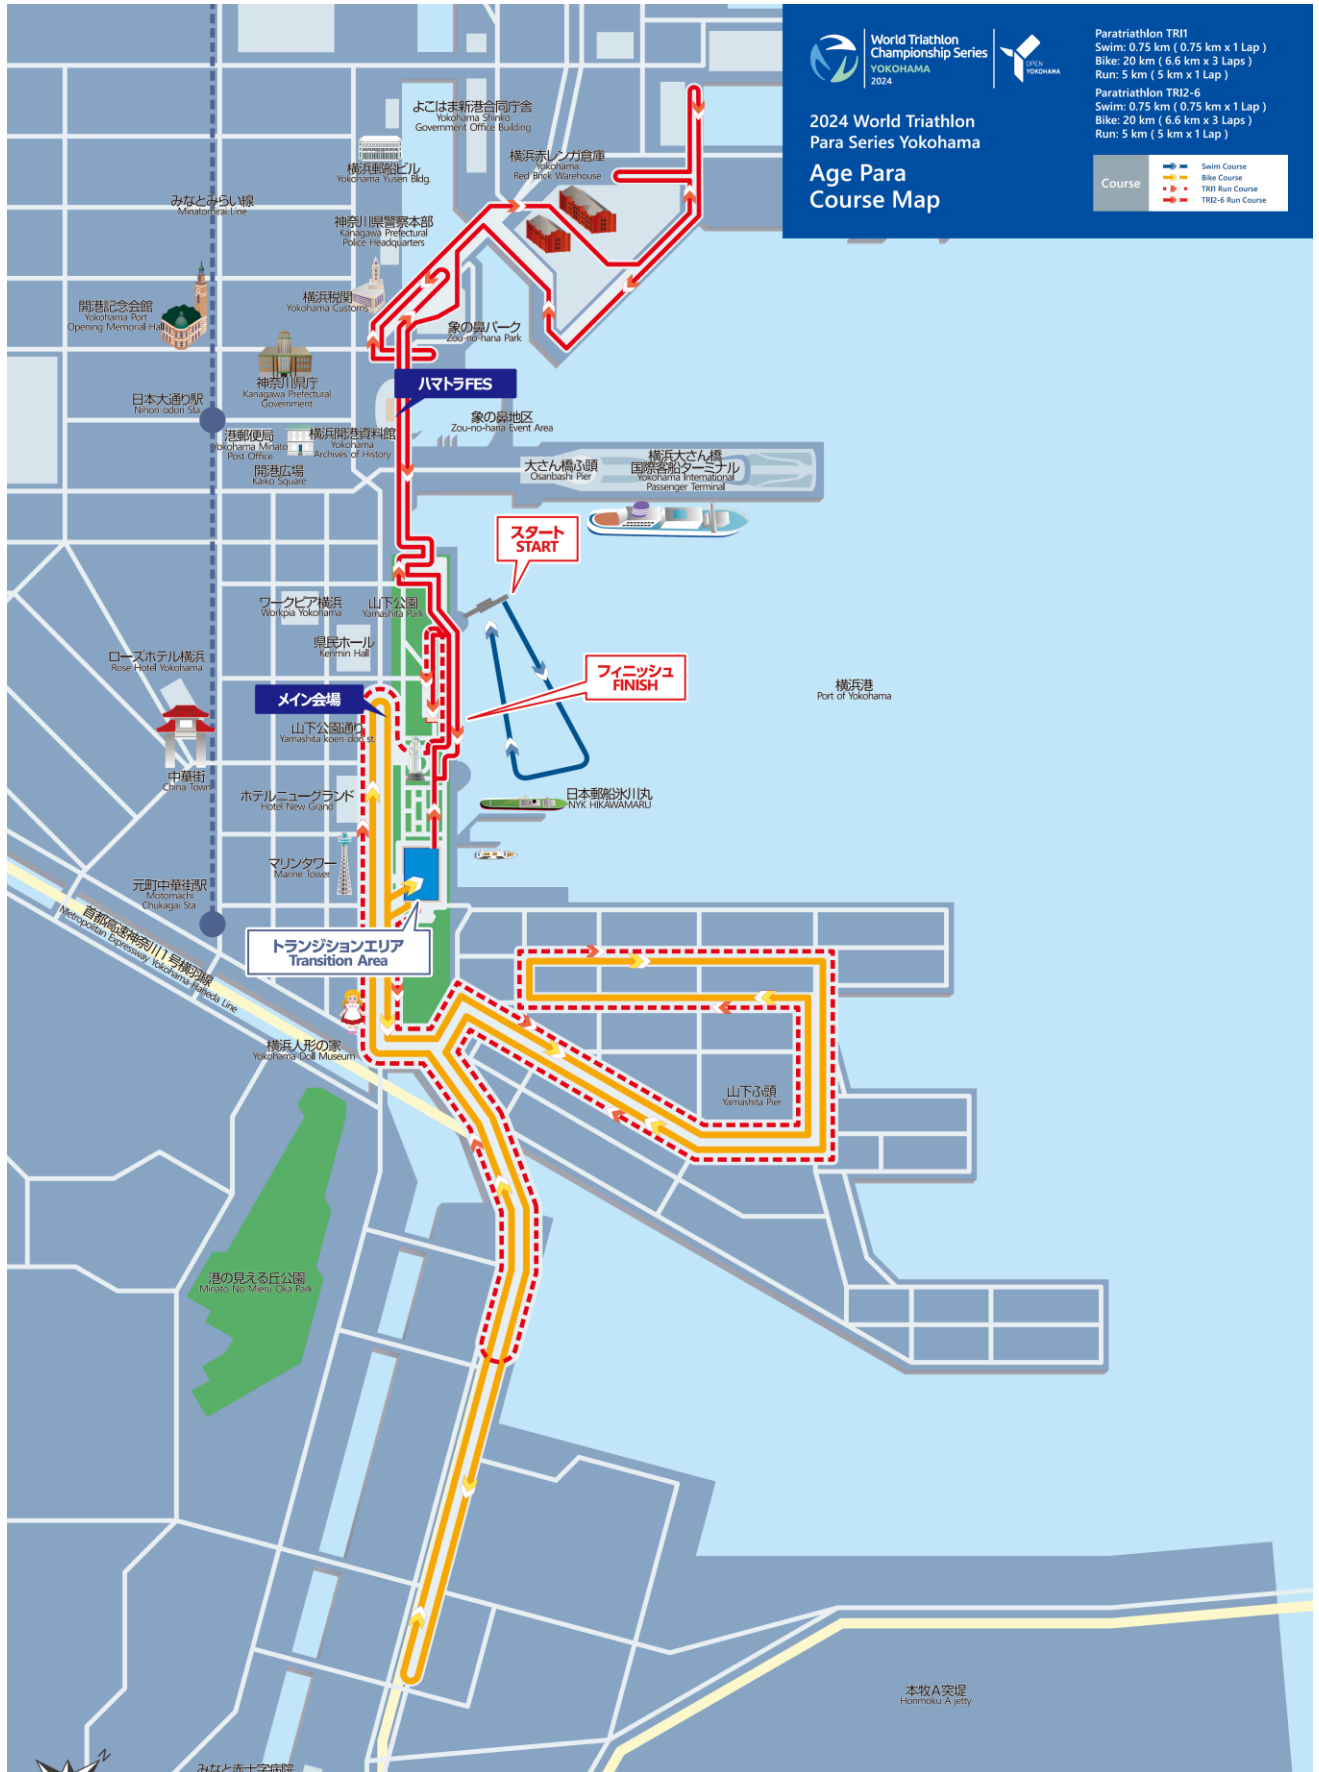 World Triathlon
Championship Series
YOKOHAMA
2024
OPEN
YOKOHAMA
2024 World Triathlon
Para Series Yokohama
Age Para
Course Map
Paratriathlon TRI1
Swim: 0.75 km ( 0.75 km x 1 Lap )
Bike: 20 km ( 6.6 km x 3 Laps )
Run: 5 km ( 5 km x 1 Lap )
Paratriathlon TRI2-6
Swim: 0.75 km ( 0.75 km x 1 Lap )
Bike: 20 km ( 6.6 km x 3 Laps )
Run: 5 km ( 5 km x 1 Lap )
Course
Swim Course
Bike Course
TRI1 Run Course
TRI2-6 Run Course
よこはま新港合同庁舎
Yokohama Shinko
Government Office Building
横浜郵船ビル
Yokohama Yusen Bldg.
横浜赤レンガ倉庫
Yokohama
Red Brick Warehouse
みなとみらい線
Minatomirai Line
神奈川県警察本部
Kanagawa Prefectural
Police Headquarters
開港記念会館
Yokohama Port
Opening Memorial Hall
横浜税関
Yokohama Customs
象の鼻パーク
Zou-no-hana Park
神奈川県庁
Kanagawa Prefectural
Government
ハマトラFES
日本大通り駅
Nihon odori Sta.
象の鼻地区
Zou-no-hana Event Area
港郵便局
Yokohama Minato
Post Office
横浜開港資料館
Yokohama
Archives of History
開港広場
Kaiko Square
大さん橋ふ頭
Osanbashi Pier
横浜大さん橋
国際客船ターミナル
Yokohama International
Passenger Terminal
スタート
START
ワークピア横浜
Workpia Yokohama
山下公園
Yamashita Park
県民ホール
Kenmin Hall
ローズホテル横浜
Rose Hotel Yokohama
フィニッシュ
FINISH
横浜港
Port of Yokohama
メイン会場
山下公園通り
Yamashita koen-dori st.
中華街
China Town
ホテルニューグランド
Hotel New Grand
日本郵船氷川丸
NYK HIKAWAMARU
マリンタワー
Marine Tower
元町中華街駅
Motomachi
Chukagai Sta.
首都高速神奈川1号横羽線
Metropolitan Expressway Yokohama-Haneda Line
トランジションエリア
Transition Area
横浜人形の家
Yokohama Doll Museum
山下ふ頭
Yamashita Pier
港の見える丘公園
Minato No Mieru Oka Park
本牧A突堤
Honmoku A jetty
N
みなと赤十字病院